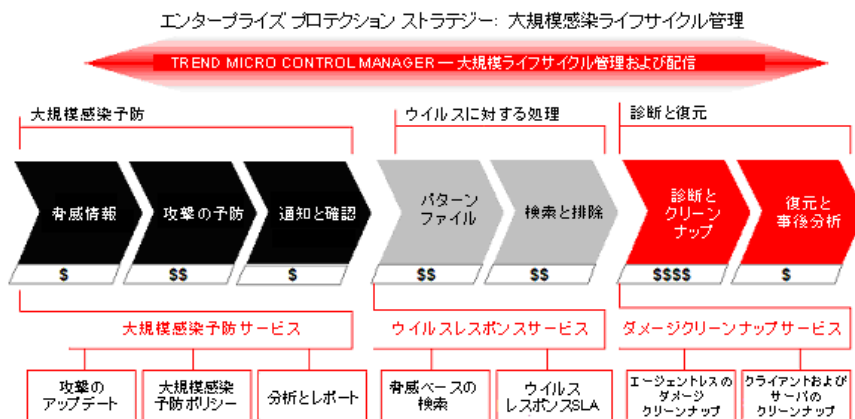 エンタープライズ プロテクション ストラテジー: 大規模感染ライフサイクル管理
TREND MICRO CONTROL MANAGER — 大規模ライフサイクル管理および配信
大規模感染予防
ウイルスに対する処理
診断と復元
脅威情報
攻撃の予防
通知と確認
パターン
ファイル
検索と排除
診断と
クリーン
ナップ
復元と
事後分析
$
$$
$
$$
$$
$$$$
$
大規模感染予防サービス
ウイルスレスポンスサービス
ダメージクリーンナップサービス
攻撃の
アップデート
大規模感染
予防ポリシー
分析とレポート
脅威ベースの
検索
ウイルス
レスポンスSLA
エージェントレスの
ダメージ
クリーンナップ
クライアントおよび
サーバの
クリーンナップ